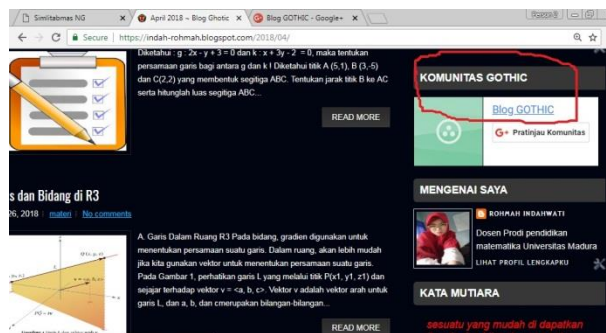 Simlitabmas NG
April 2018 ~ Blog Ghotic
Blog GOTHIC - Google+
Secure
https://indah-rohmah.blogspot.com/2018/04/
Diketahui : g : 2x - y + 3 = 0 dan k : x + 3y - 2 = 0, maka tentukan
persamaan garis bagi antara g dan k ! Diketahui titik A (5,1), B (3,-5)
dan C(2,2) yang membentuk segitiga ABC. Tentukan jarak titik B ke AC
serta hitunglah luas segitiga ABC...
READ MORE
s dan Bidang di R3
26, 2018 | materi | No comments
A. Garis Dalam Ruang R3 Pada bidang, gradien digunakan untuk
menentukan persamaan suatu garis. Dalam ruang, akan lebih mudah
jika kita gunakan vektor untuk menentukan persamaan suatu garis.
Pada Gambar 1, perhatikan garis L yang melalui titik P(x1, y1, z1) dan
sejajar terhadap vektor v = <a, b, c>. Vektor v adalah vektor arah untuk
garis L, dan a, b, dan cmerupakan bilangan-bilangan...
READ MORE
KOMUNITAS GOTHIC
Blog GOTHIC
G+ Pratinjau Komunitas
MENGENAI SAYA
ROHMAH INDAHWATI
Dosen Prodi pendidikan
matematika Universitas Madura
LIHAT PROFIL LENGKAPKU
KATA MUTIARA
sesuatu yang mudah di dapatkan